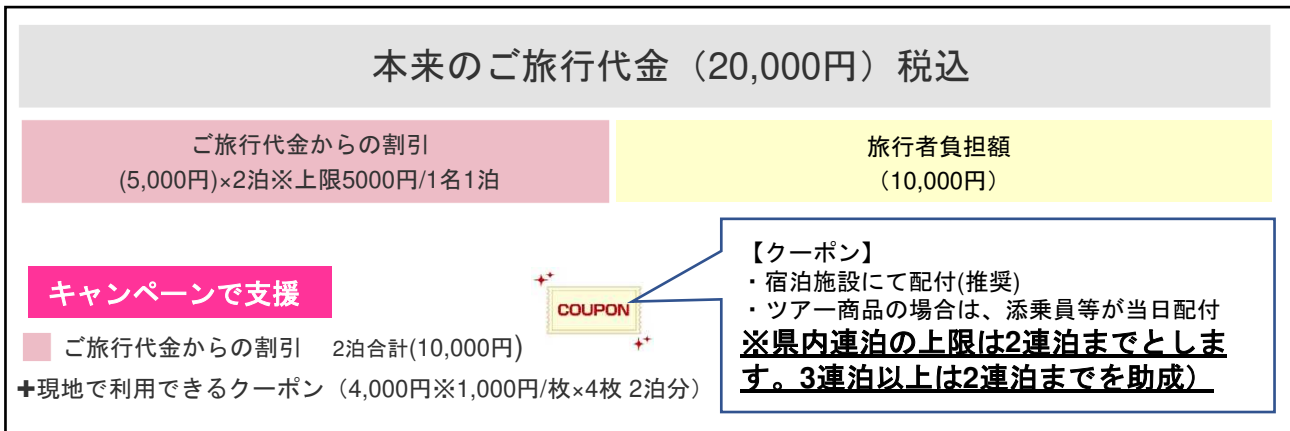 本来のご旅行代金（20,000円）税込
ご旅行代金からの割引
(5,000円)×2泊※上限5000円/1名1泊
旅行者負担額
（10,000円）
キャンペーンで支援
ご旅行代金からの割引　2泊合計(10,000円)
+現地で利用できるクーポン（4,000円※1,000円/枚×4枚 2泊分）
COUPON
【クーポン】
・宿泊施設にて配付(推奨)
・ツアー商品の場合は、添乗員等が当日配付
※県内連泊の上限は2連泊までとしま
す。3連泊以上は2連泊までを助成）